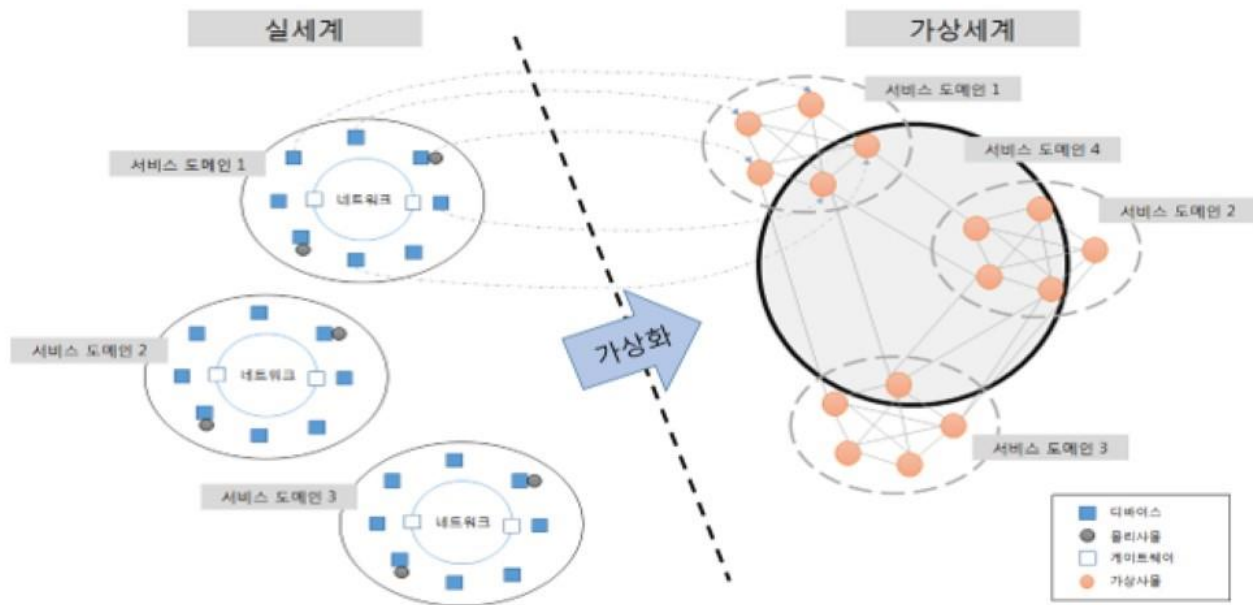 실세계
가상세계
서비스 도메인 1
서비스 도메인 1
네트워크
서비스 도메인 4
서비스 도메인 2
서비스 도메인 2
네트워크
가상화
서비스 도메인 3
서비스 도메인 3
네트워크
디바이스
물리사물
게이트웨이
가상사물